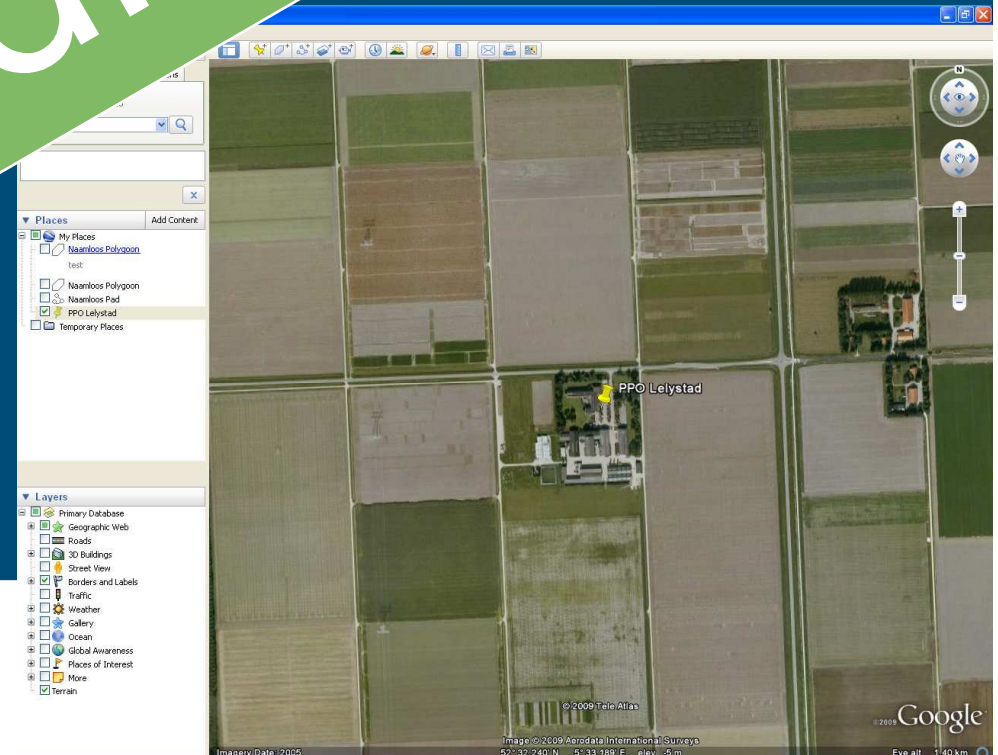 Add Content
Places
My Places
Naamloos Polygoon
test
Naamloos Polygoon
Naamloos Pad
PPO Lelystad
Temporary Places
Layers
Primary Database
Geographic Web
Roads
3D Buildings
Street View
Borders and Labels
Traffic
Weather
Gallery
Ocean
Global Awareness
Places of Interest
More
Terrain
N
PPO Lelystad
© 2009 Tele Atlas
Image © 2009 Aerodata International Surveys
©2009 Google
Imagery Date: 2005
52°32.240' N 5°33.189' E elev -5 m
Eye alt 1.40 km